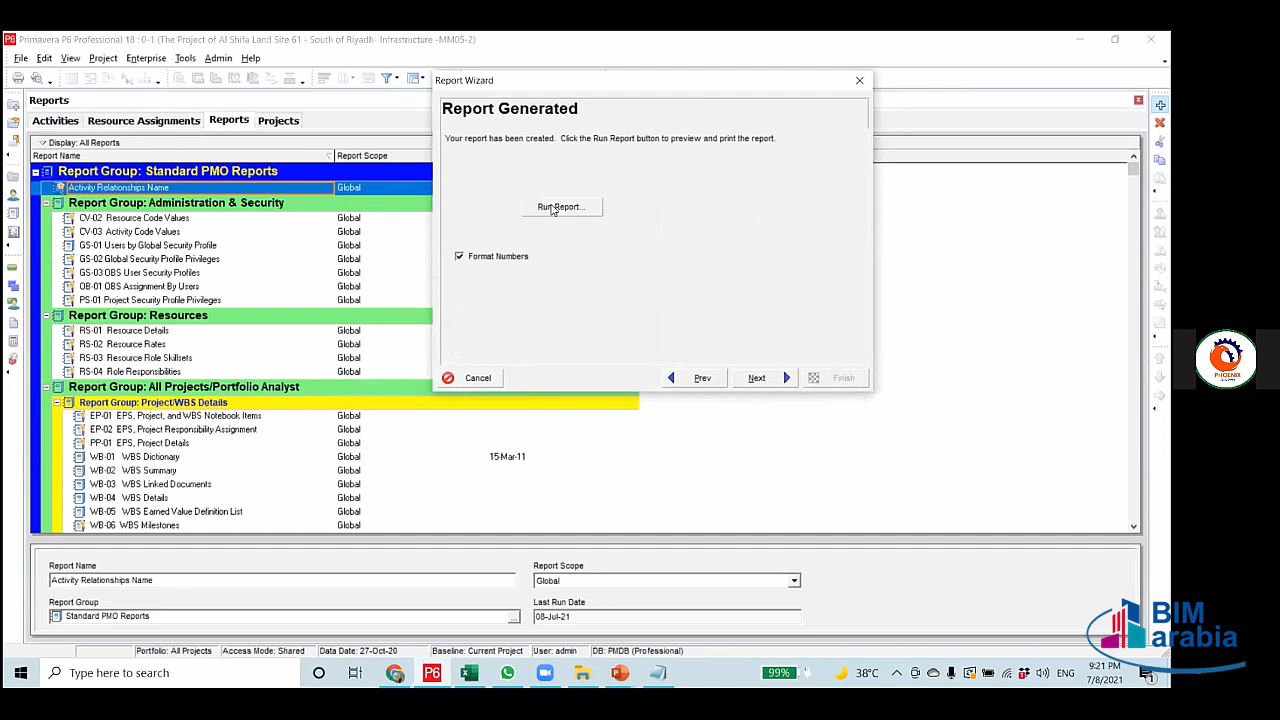 Primavera P6 Professional 18 : 0-1 (The Project of Al Shifa Land Site 61 - South of Riyadh- Infrastructure -MM05-2)
File Edit View Project Enterprise Tools Admin Help
Reports
Activities Resource Assignments Reports Projects
Display: All Reports
Report Name Report Scope
Report Group: Standard PMO Reports
Activity Relationships Name Global
Report Group: Administration & Security
CV-02 Resource Code Values Global
CV-03 Activity Code Values Global
GS-01 Users by Global Security Profile Global
GS-02 Global Security Profile Privileges Global
GS-03 OBS User Security Profiles Global
OB-01 OBS Assignment By Users Global
PS-01 Project Security Profile Privileges Global
Report Group: Resources
RS-01 Resource Details Global
RS-02 Resource Rates Global
RS-03 Resource Role Skillsets Global
RS-04 Role Responsibilities Global
Report Group: All Projects/Portfolio Analyst
Report Group: Project/WBS Details
EP-01 EPS, Project, and WBS Notebook Items Global
EP-02 EPS, Project Responsibility Assignment Global
PP-01 EPS, Project Details Global
WB-01 WBS Dictionary Global 15-Mar-11
WB-02 WBS Summary Global
WB-03 WBS Linked Documents Global
WB-04 WBS Details Global
WB-05 WBS Earned Value Definition List Global
WB-06 WBS Milestones Global
Report Wizard
Report Generated
Your report has been created. Click the Run Report button to preview and print the report.
Run Report...
Format Numbers
Cancel Prev Next Finish
Report Name Report Scope
Activity Relationships Name Global
Report Group Last Run Date
Standard PMO Reports ... 08-Jul-21
Portfolio: All Projects Access Mode: Shared Data Date: 27-Oct-20 Baseline: Current Project User: admin DB: PMDB (Professional)
Type here to search 99% 38°C ENG 9:21 PM
7/8/2021
PHOENIX
BIM
arabia